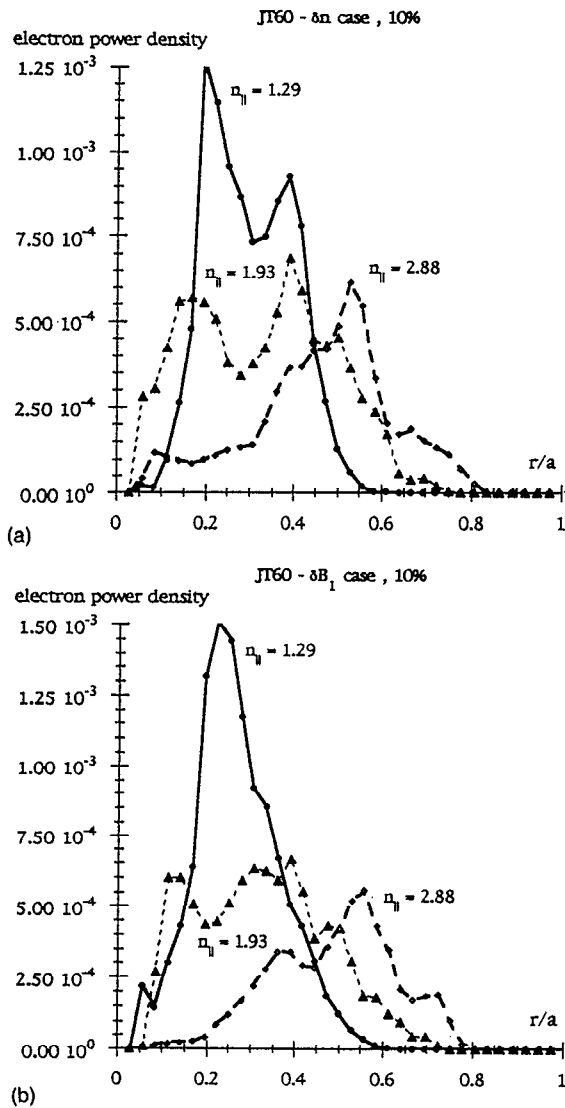 JT60 - δn case , 10%
electron power density
1.25 10⁻³
n∥ = 1.29
1.00 10⁻³
7.50 10⁻⁴
n∥ = 1.93
n∥ = 2.88
5.00 10⁻⁴
2.50 10⁻⁴
r/a
0.00 10⁰
0 0.2 0.4 0.6 0.8 1
(a)
JT60 - δB₁ case , 10%
electron power density
1.50 10⁻³
n∥ = 1.29
1.25 10⁻³
1.00 10⁻³
7.50 10⁻⁴
n∥ = 2.88
5.00 10⁻⁴
n∥ = 1.93
2.50 10⁻⁴
r/a
0.00 10⁰
0 0.2 0.4 0.6 0.8 1
(b)